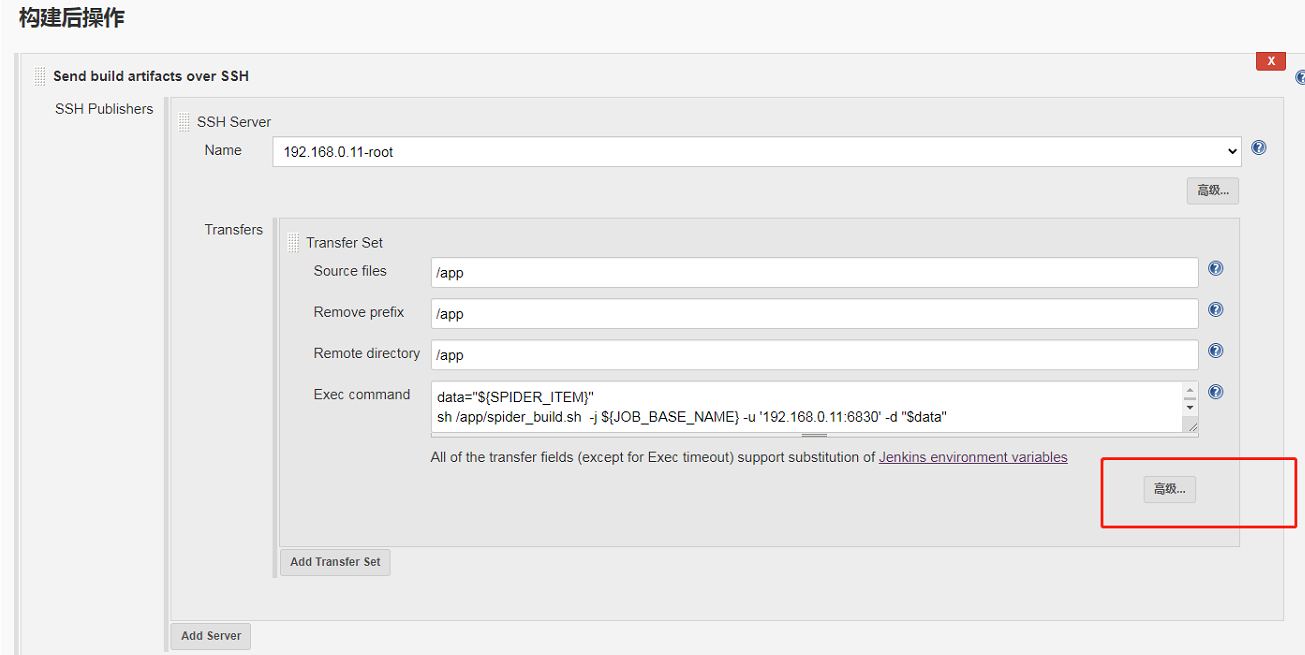 构建后操作
Send build artifacts over SSH
X
SSH Publishers
SSH Server
Name
192.168.0.11-root
高级...
Transfers
Transfer Set
Source files
/app
Remove prefix
/app
Remote directory
/app
Exec command
data="${SPIDER_ITEM}"
sh /app/spider_build.sh  -j ${JOB_BASE_NAME} -u '192.168.0.11:6830' -d "$data"
All of the transfer fields (except for Exec timeout) support substitution of Jenkins environment variables
高级...
Add Transfer Set
Add Server